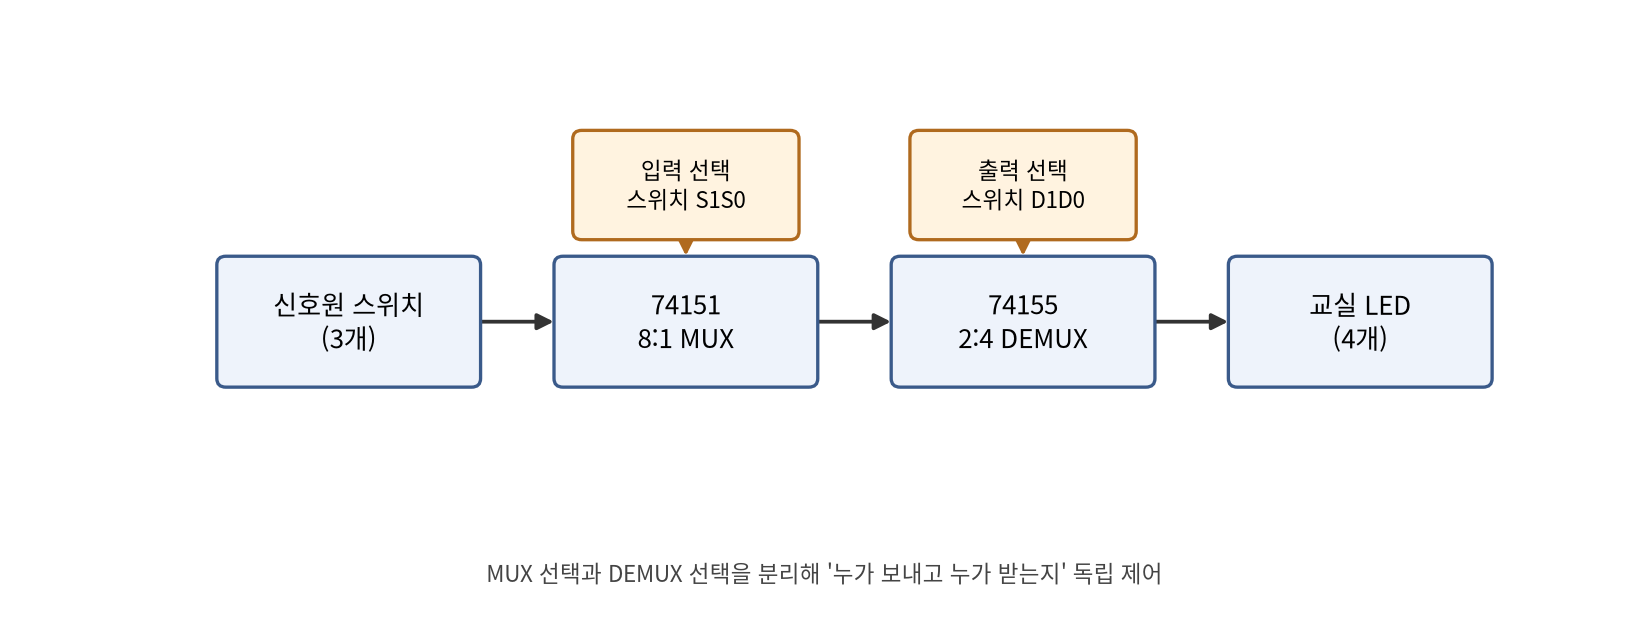 입력 선택
스위치 S1S0
출력 선택
스위치 D1D0
신호원 스위치
(3개)
74151
8:1 MUX
74155
2:4 DEMUX
교실 LED
(4개)
MUX 선택과 DEMUX 선택을 분리해 '누가 보내고 누가 받는지' 독립 제어